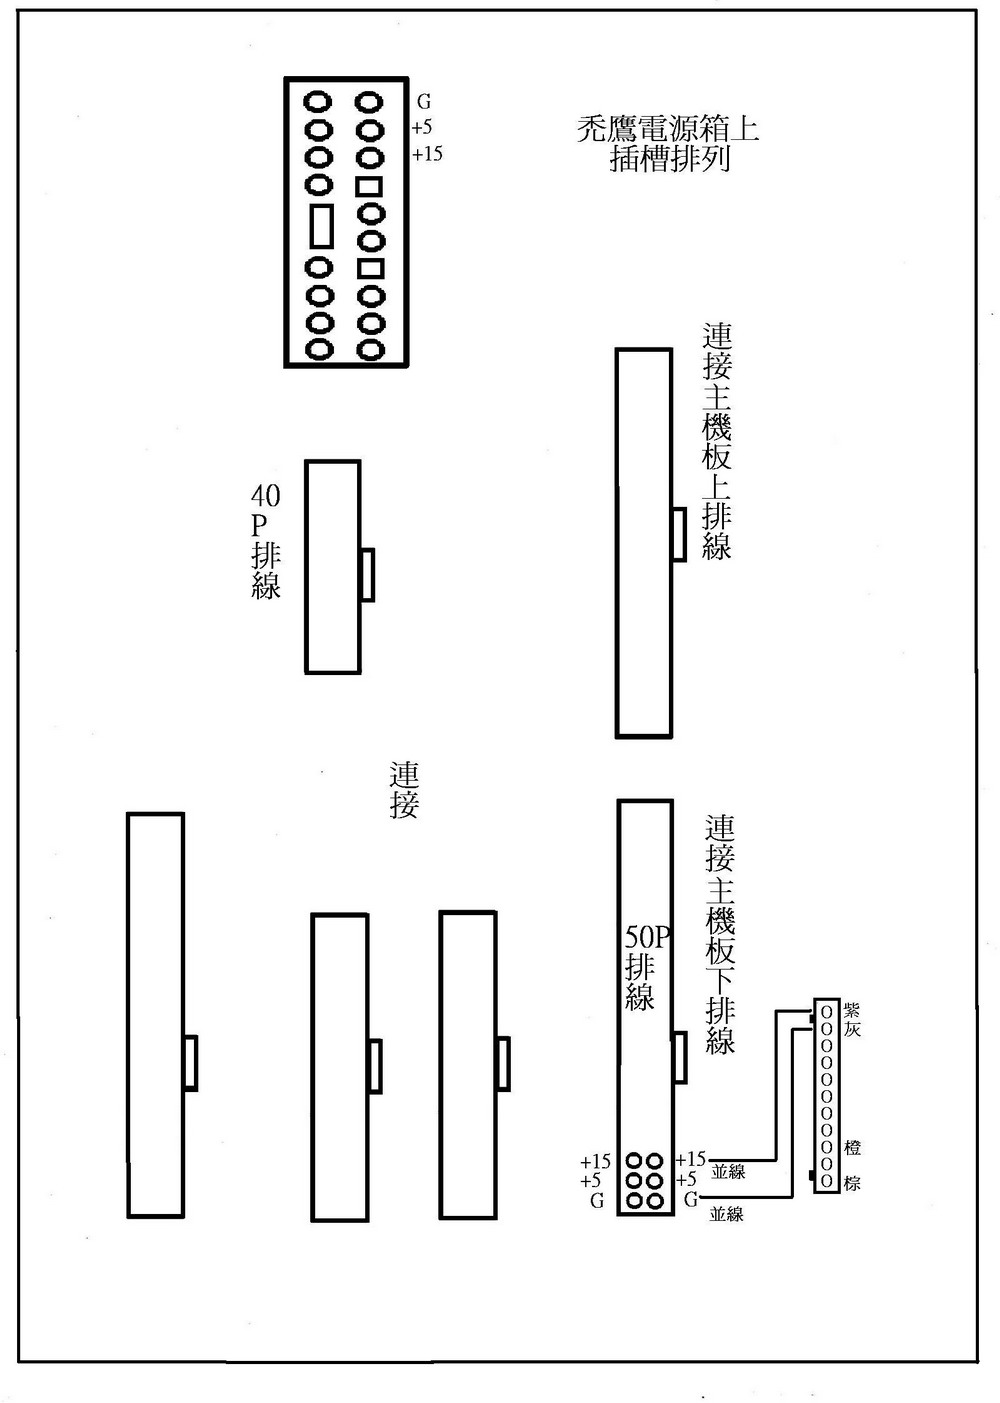 禿鷹電源箱上
插槽排列
G
+5
+15
連接主機板上排線
40
P
排
線
連接
連接主機板下排線
50P
排
線
+15
+5
G
+15
+5
G
並線
並線
紫
灰
橙
棕